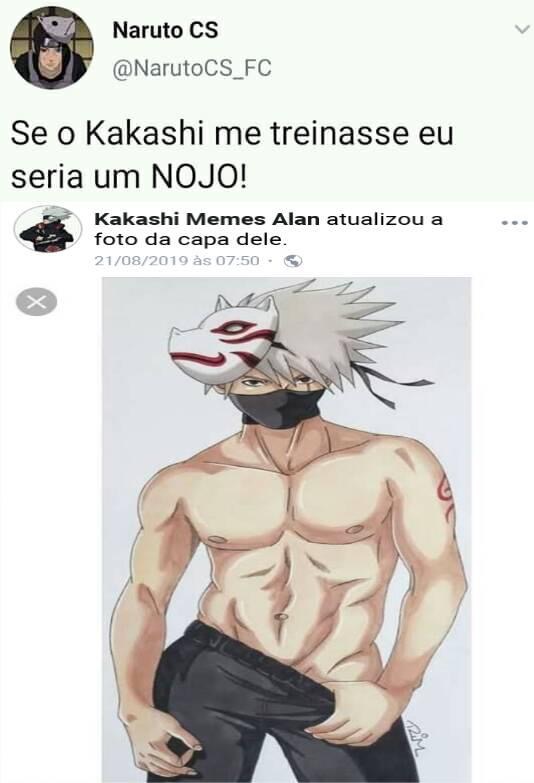 Naruto CS
@NarutoCS_FC
Se o Kakashi me treinasse eu
seria um NOJO!
Kakashi Memes Alan atualizou a
foto da capa dele.
21/08/2019 às 07:50 ·
RIM